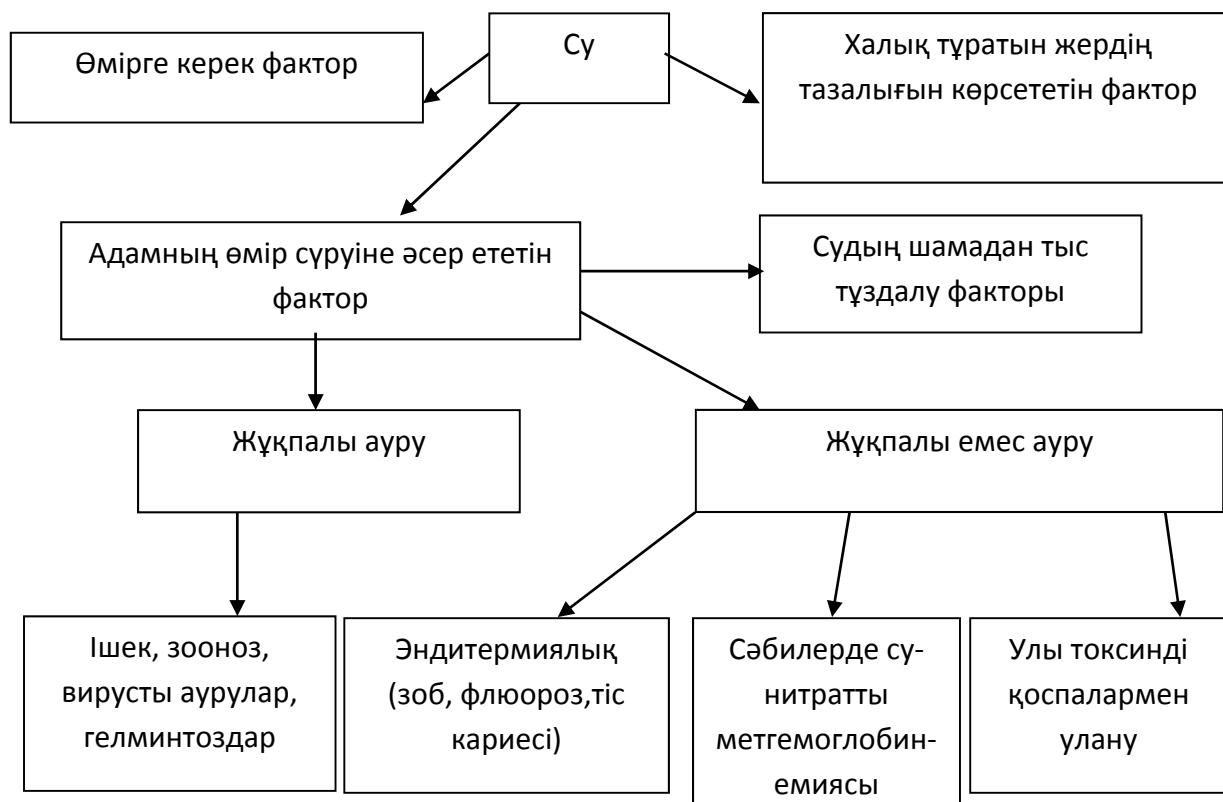 Су
Өмірге керек фактор
Халық тұратын жердің
тазалығын көрсететін фактор
Адамның өмір сүруіне әсер ететін
фактор
Судың шамадан тыс
тұздалу факторы
Жұқпалы ауру
Жұқпалы емес ауру
Ішек, зооноз,
вирусты аурулар,
гелминтоздар
Эндитермиялық
(зоб, флюороз,тіс
кариесі)
Сәбилерде су-
нитратты
метгемоглобин-
емиясы
Улы токсинді
қоспалармен
улану